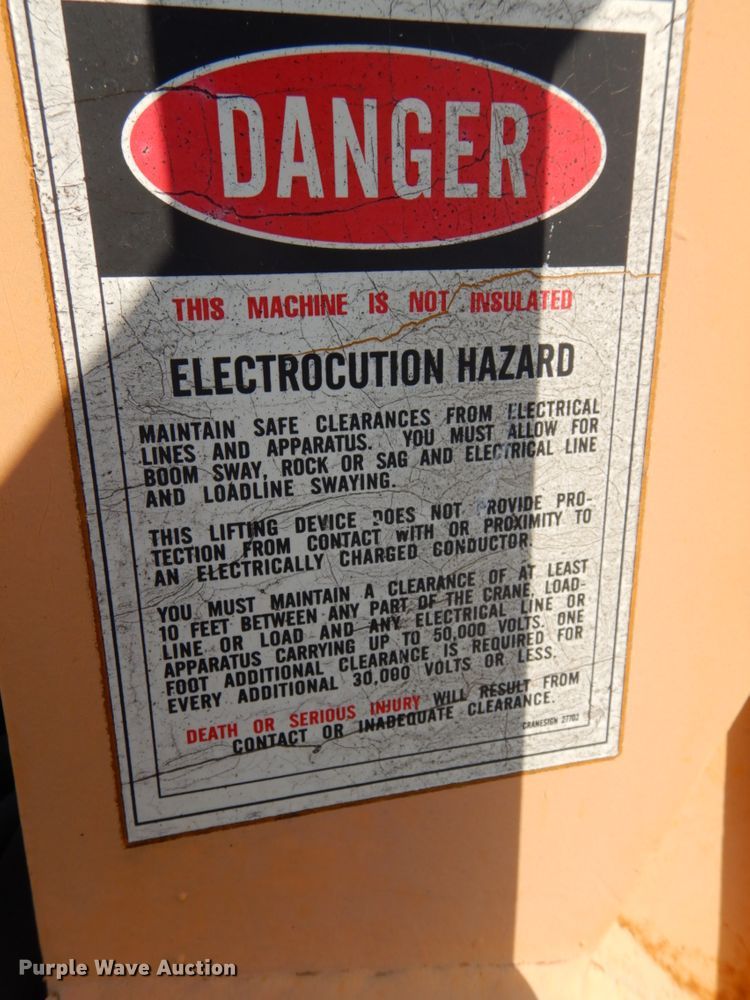 DANGER
THIS MACHINE IS NOT INSULATED
ELECTROCUTION HAZARD
MAINTAIN SAFE CLEARANCES FROM ELECTRICAL
LINES AND APPARATUS. YOU MUST ALLOW FOR
BOOM SWAY, ROCK OR SAG AND ELECTRICAL LINE
AND LOADLINE SWAYING.
THIS LIFTING DEVICE DOES NOT PROVIDE PRO-
TECTION FROM CONTACT WITH OR PROXIMITY TO
AN ELECTRICALLY CHARGED CONDUCTOR.
YOU MUST MAINTAIN A CLEARANCE OF AT LEAST
10 FEET BETWEEN ANY PART OF THE CRANE, LOAD-
LINE OR LOAD AND ANY ELECTRICAL LINE OR
APPARATUS CARRYING UP TO 50,000 VOLTS. ONE
FOOT ADDITIONAL CLEARANCE IS REQUIRED FOR
EVERY ADDITIONAL 30,000 VOLTS OR LESS.
DEATH OR SERIOUS INJURY WILL RESULT FROM
CONTACT OR INADEQUATE CLEARANCE.
CRANESIGN 27703
Purple Wave Auction